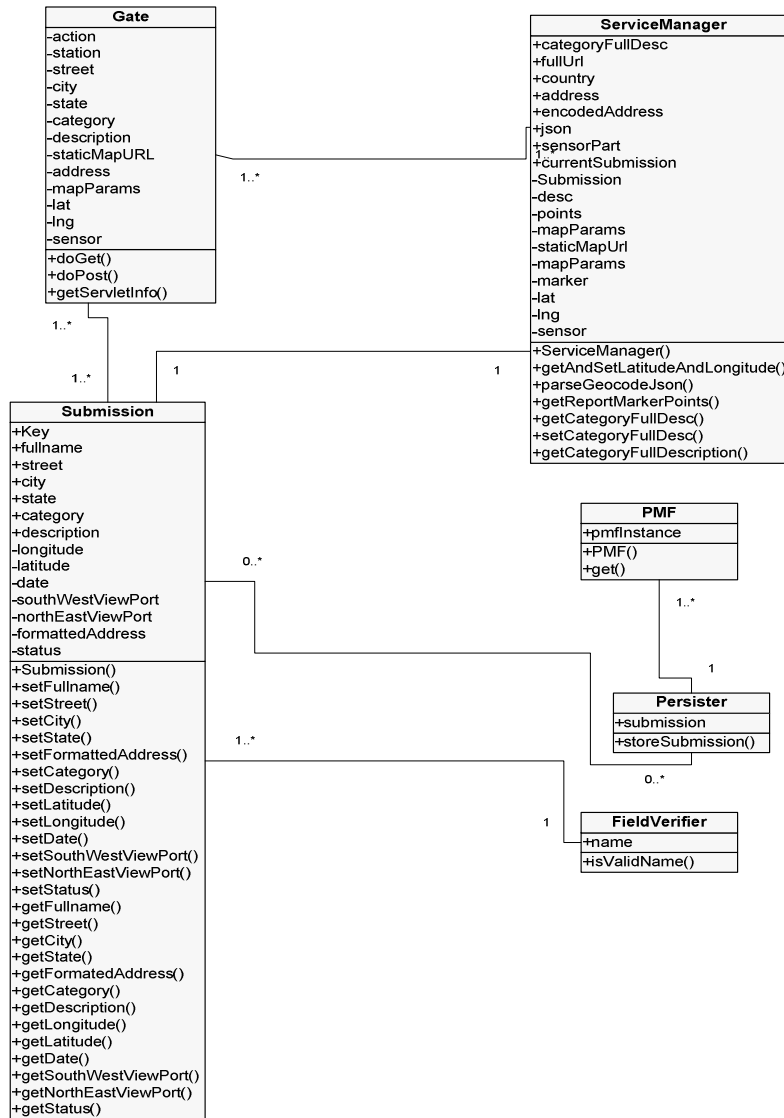 Gate
-action
-station
-street
-city
-state
-category
-description
-staticMapURL
-address
-mapParams
-lat
-lng
-sensor
+doGet()
+doPost()
+getServletInfo()
ServiceManager
+categoryFullDesc
+fullUrl
+country
+address
+encodedAddress
+json
+sensorPart
+currentSubmission
-Submission
-desc
-points
-mapParams
-staticMapUrl
-mapParams
-marker
-lat
-lng
-sensor
+ServiceManager()
+getAndSetLatitudeAndLongitude()
+parseGeocodeJson()
+getReportMarkerPoints()
+getCategoryFullDesc()
+setCategoryFullDesc()
+getCategoryFullDescription()
1..*
1..*
1..*
1..*
1
1
Submission
+Key
+fullname
+street
+city
+state
+category
+description
-longitude
-latitude
-date
-southWestViewPort
-northEastViewPort
-formattedAddress
-status
+Submission()
+setFullname()
+setStreet()
+setCity()
+setState()
+setFormattedAddress()
+setCategory()
+setDescription()
+setLatitude()
+setLongitude()
+setDate()
+setSouthWestViewPort()
+setNorthEastViewPort()
+setStatus()
+getFullname()
+getStreet()
+getCity()
+getState()
+getFormatedAddress()
+getCategory()
+getDescription()
+getLongitude()
+getLatitude()
+getDate()
+getSouthWestViewPort()
+getNorthEastViewPort()
+getStatus()
0..*
1..*
PMF
+pmfInstance
+PMF()
+get()
1..*
1
Persister
+submission
+storeSubmission()
0..*
1
FieldVerifier
+name
+isValidName()